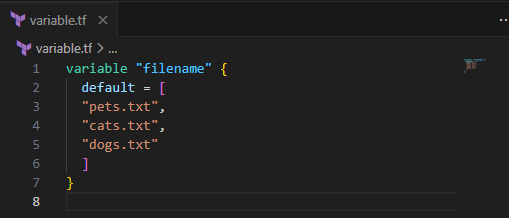 variable.tf ×
variable.tf > ...
1 variable "filename" {
2 default = [
3 "pets.txt",
4 "cats.txt",
5 "dogs.txt"
6 ]
7 }
8